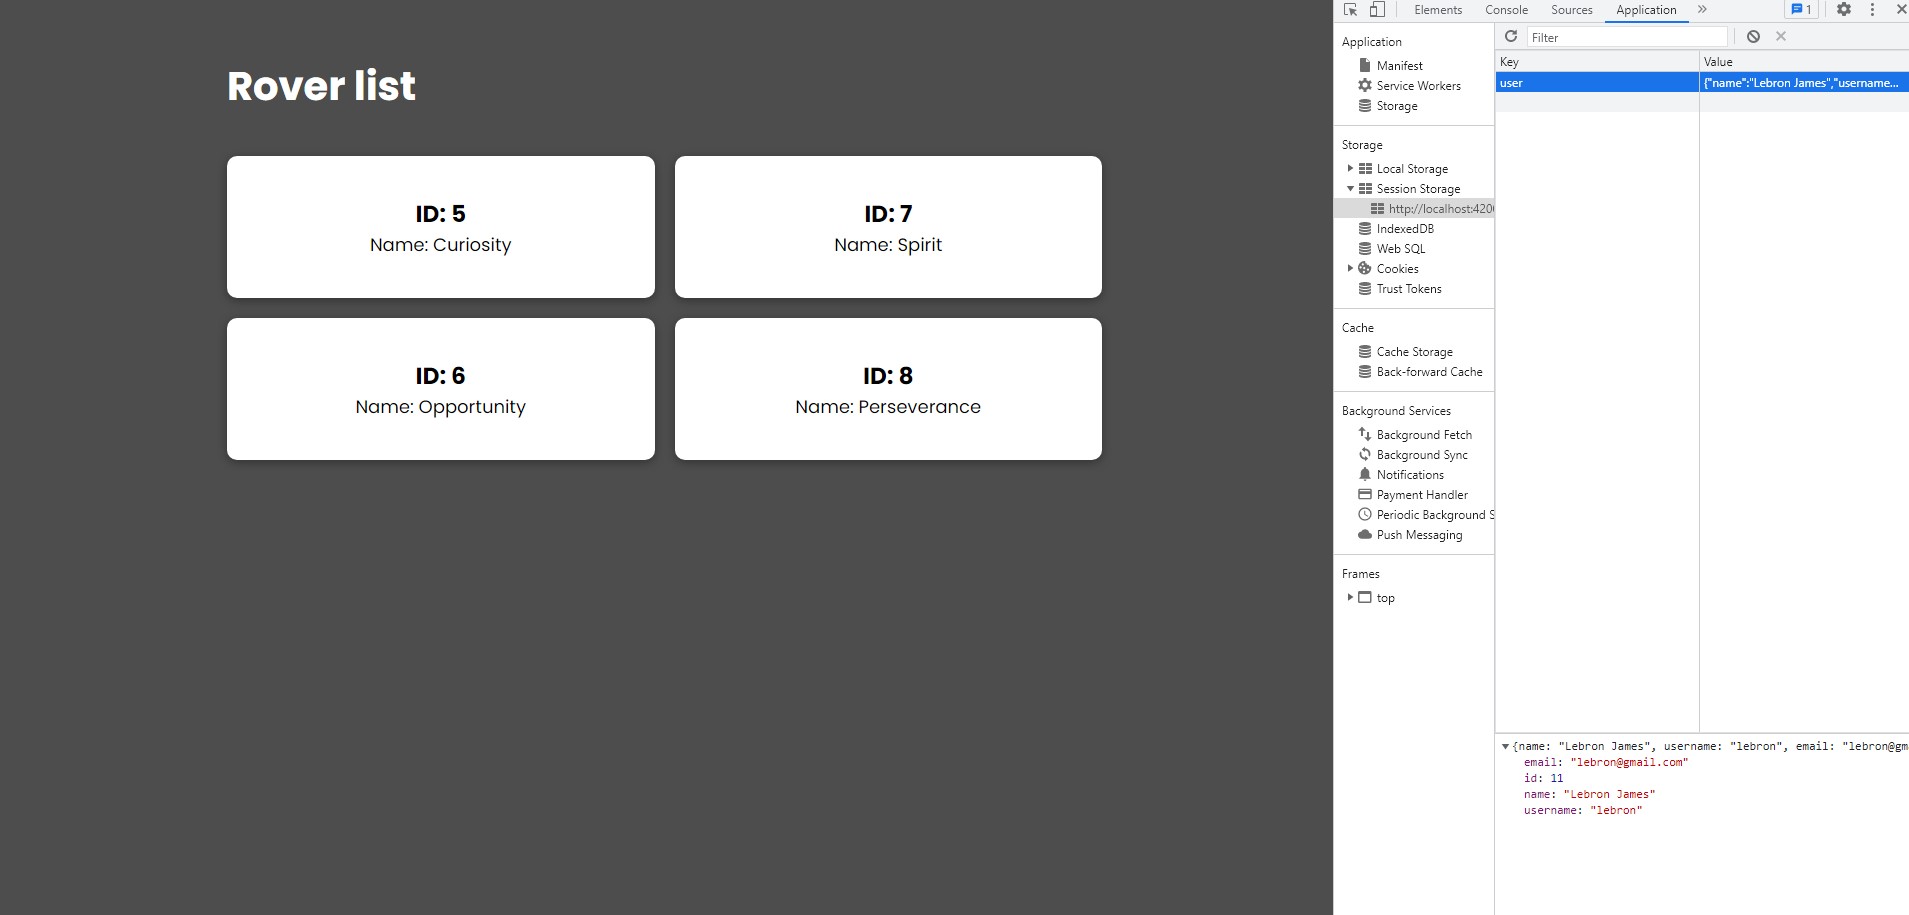 Rover list
ID: 5
Name: Curiosity
ID: 7
Name: Spirit
ID: 6
Name: Opportunity
ID: 8
Name: Perseverance
Elements Console Sources Application » 1
Application
Manifest
Service Workers
Storage
Storage
Local Storage
Session Storage
http://localhost:420
IndexedDB
Web SQL
Cookies
Trust Tokens
Cache
Cache Storage
Back-forward Cache
Background Services
Background Fetch
Background Sync
Notifications
Payment Handler
Periodic Background S
Push Messaging
Frames
top
Filter
Key Value
user {"name":"Lebron James","username...
{name: "Lebron James", username: "lebron", email: "lebron@gm
email: "lebron@gmail.com"
id: 11
name: "Lebron James"
username: "lebron"